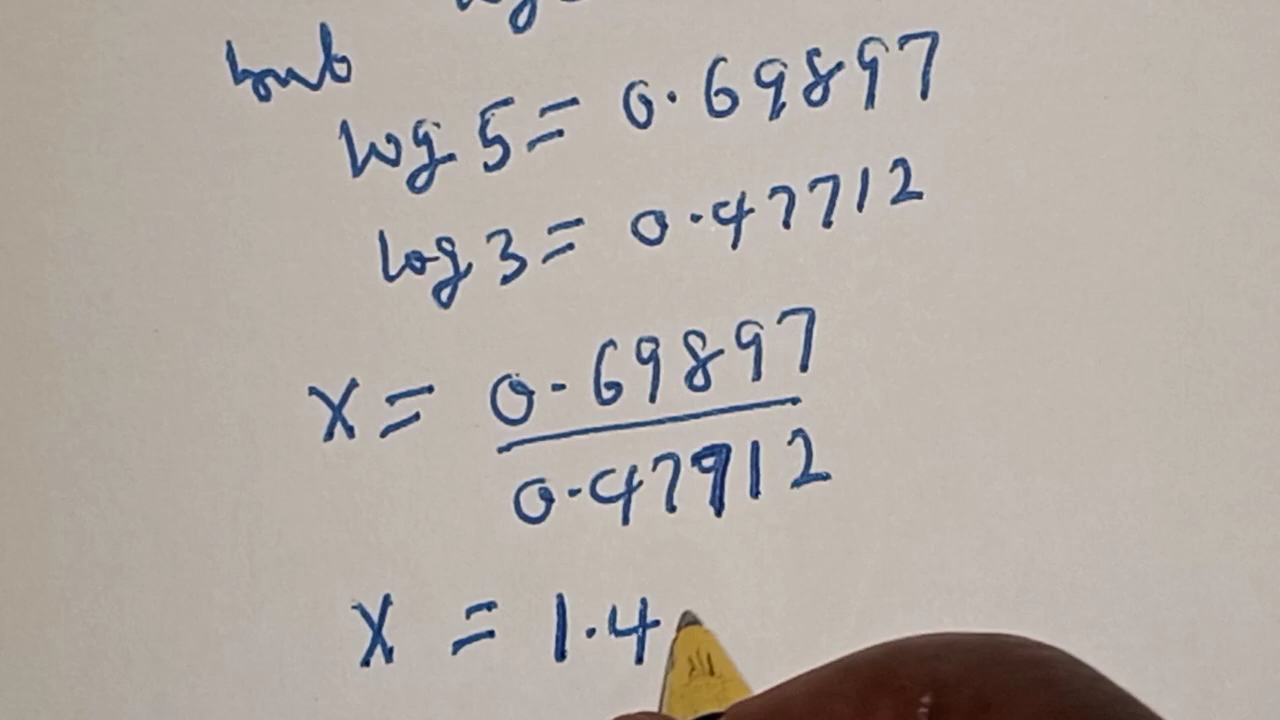 but
log 5 = 0.69897
log 3 = 0.47712
x = 0.69897
0.47712
x = 1.4